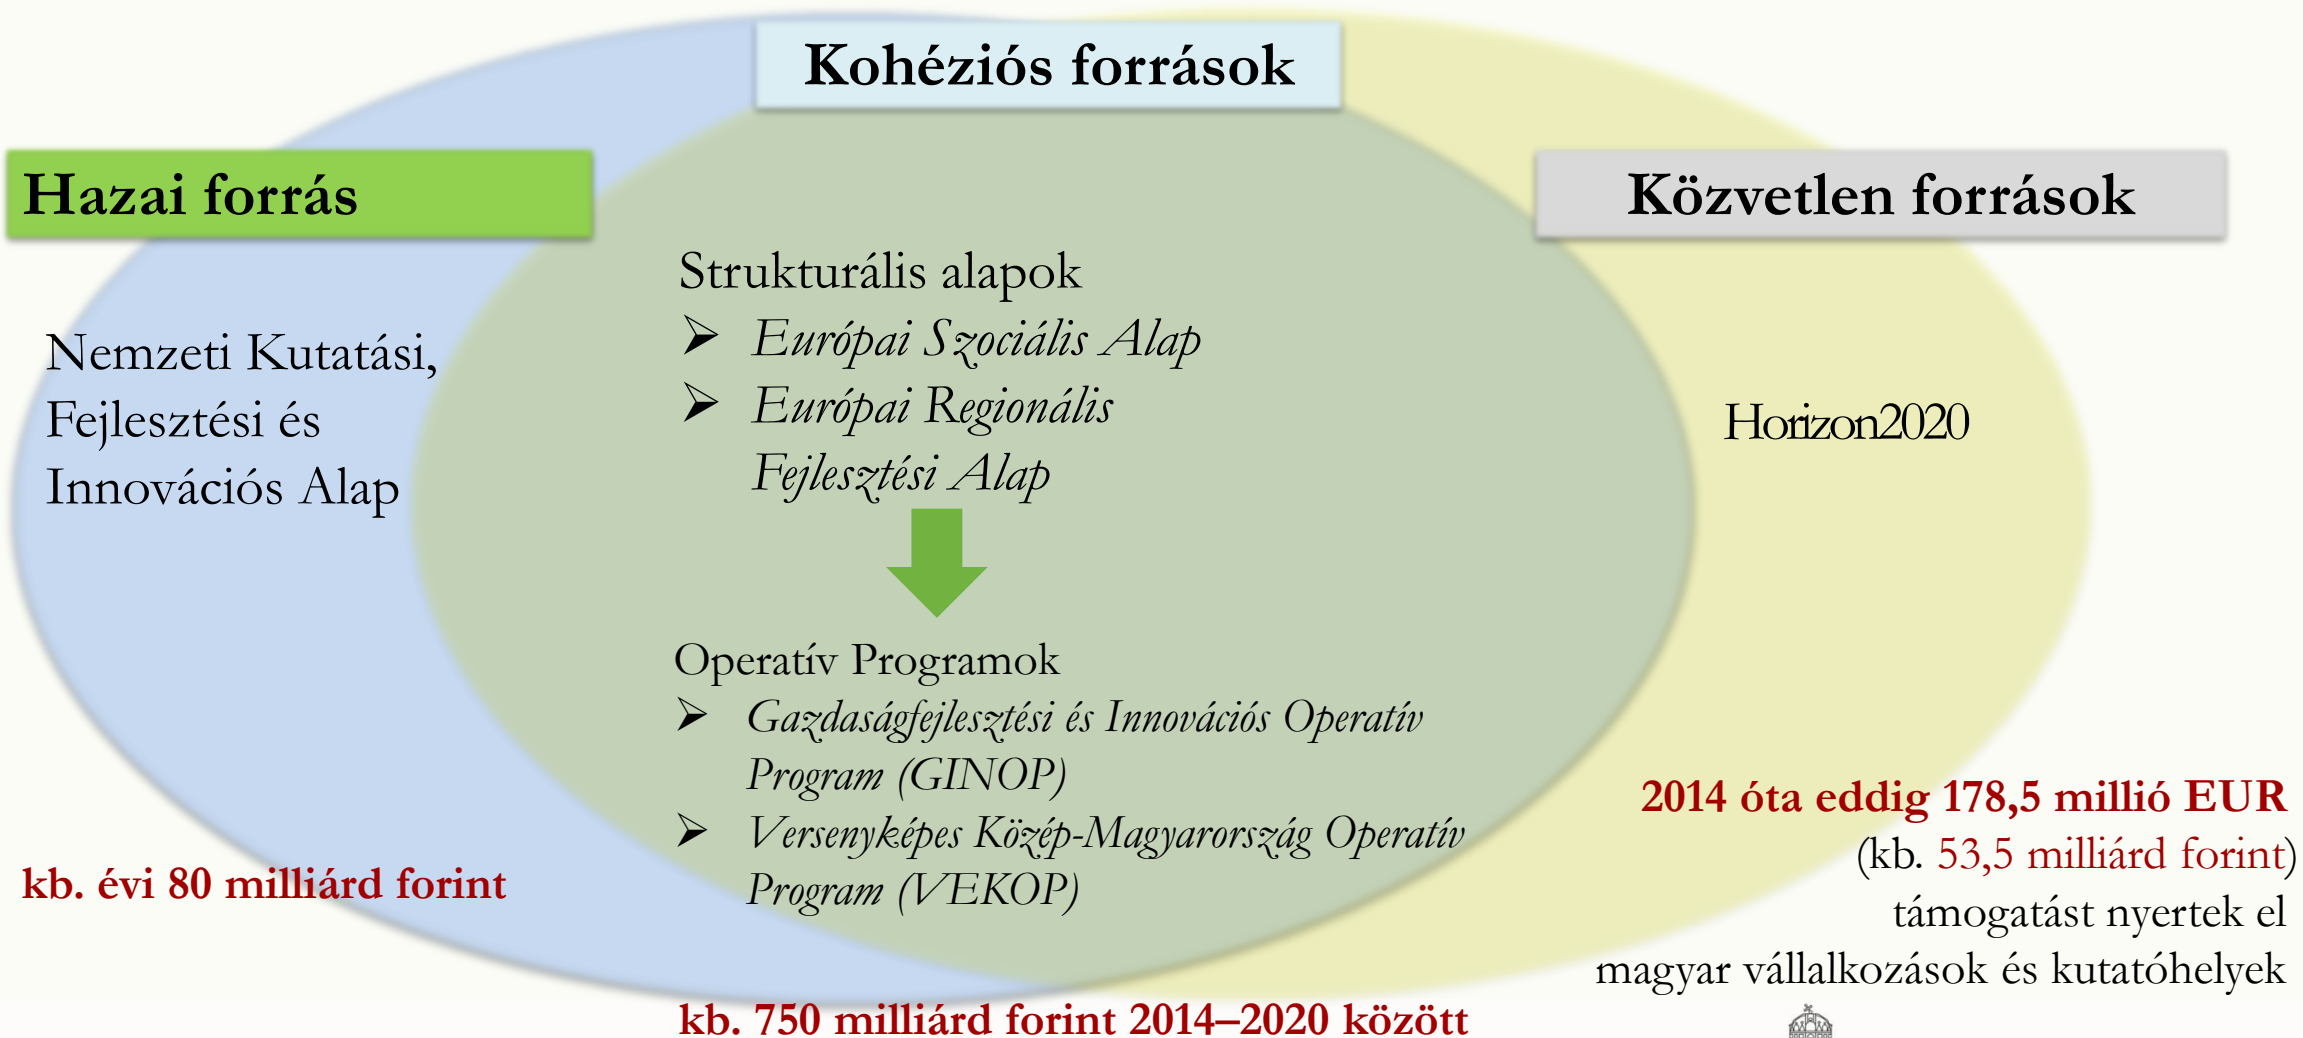 Kohéziós források
Hazai forrás
Nemzeti Kutatási,
Fejlesztési és
Innovációs Alap
kb. évi 80 milliárd forint
Strukturális alapok
➢ Európai Szociális Alap
➢ Európai Regionális
Fejlesztési Alap
Operatív Programok
➢ Gazdaságfejlesztési és Innovációs Operatív
Program (GINOP)
➢ Versenyképes Közép-Magyarország Operatív
Program (VEKOP)
kb. 750 milliárd forint 2014–2020 között
Közvetlen források
Horizon2020
2014 óta eddig 178,5 millió EUR
(kb. 53,5 milliárd forint)
támogatást nyertek el
magyar vállalkozások és kutatóhelyek